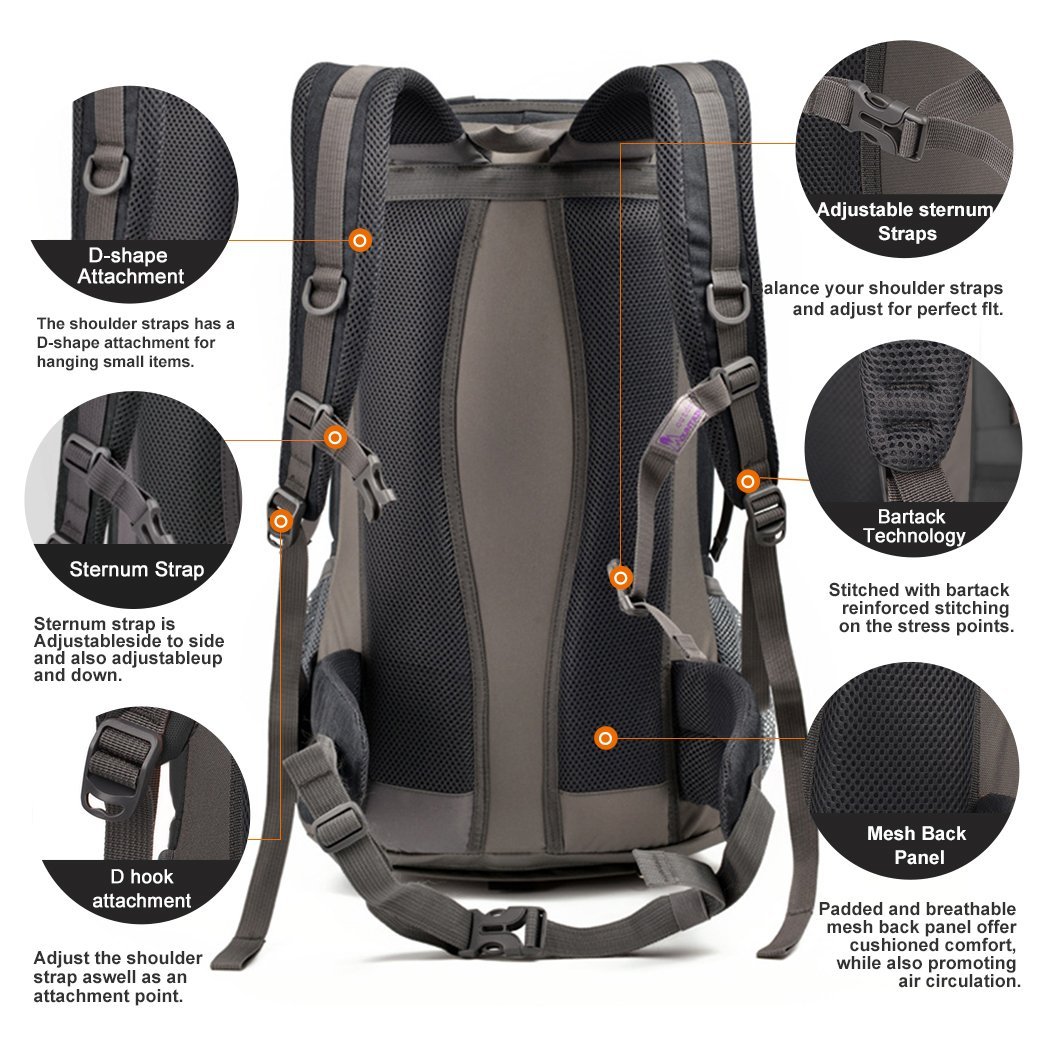 D-shape
Attachment
The shoulder straps has a
D-shape attachment for
hanging small items.
Sternum Strap
Sternum strap is
Adjustableside to side
and also adjustableup
and down.
D hook
attachment
Adjust the shoulder
strap aswell as an
attachment point.
Adjustable sternum
Straps
alance your shoulder straps
and adjust for perfect fit.
Bartack
Technology
Stitched with bartack
reinforced stitching
on the stress points.
Mesh Back
Panel
Padded and breathable
mesh back panel offer
cushioned comfort,
while also promoting
air circulation.